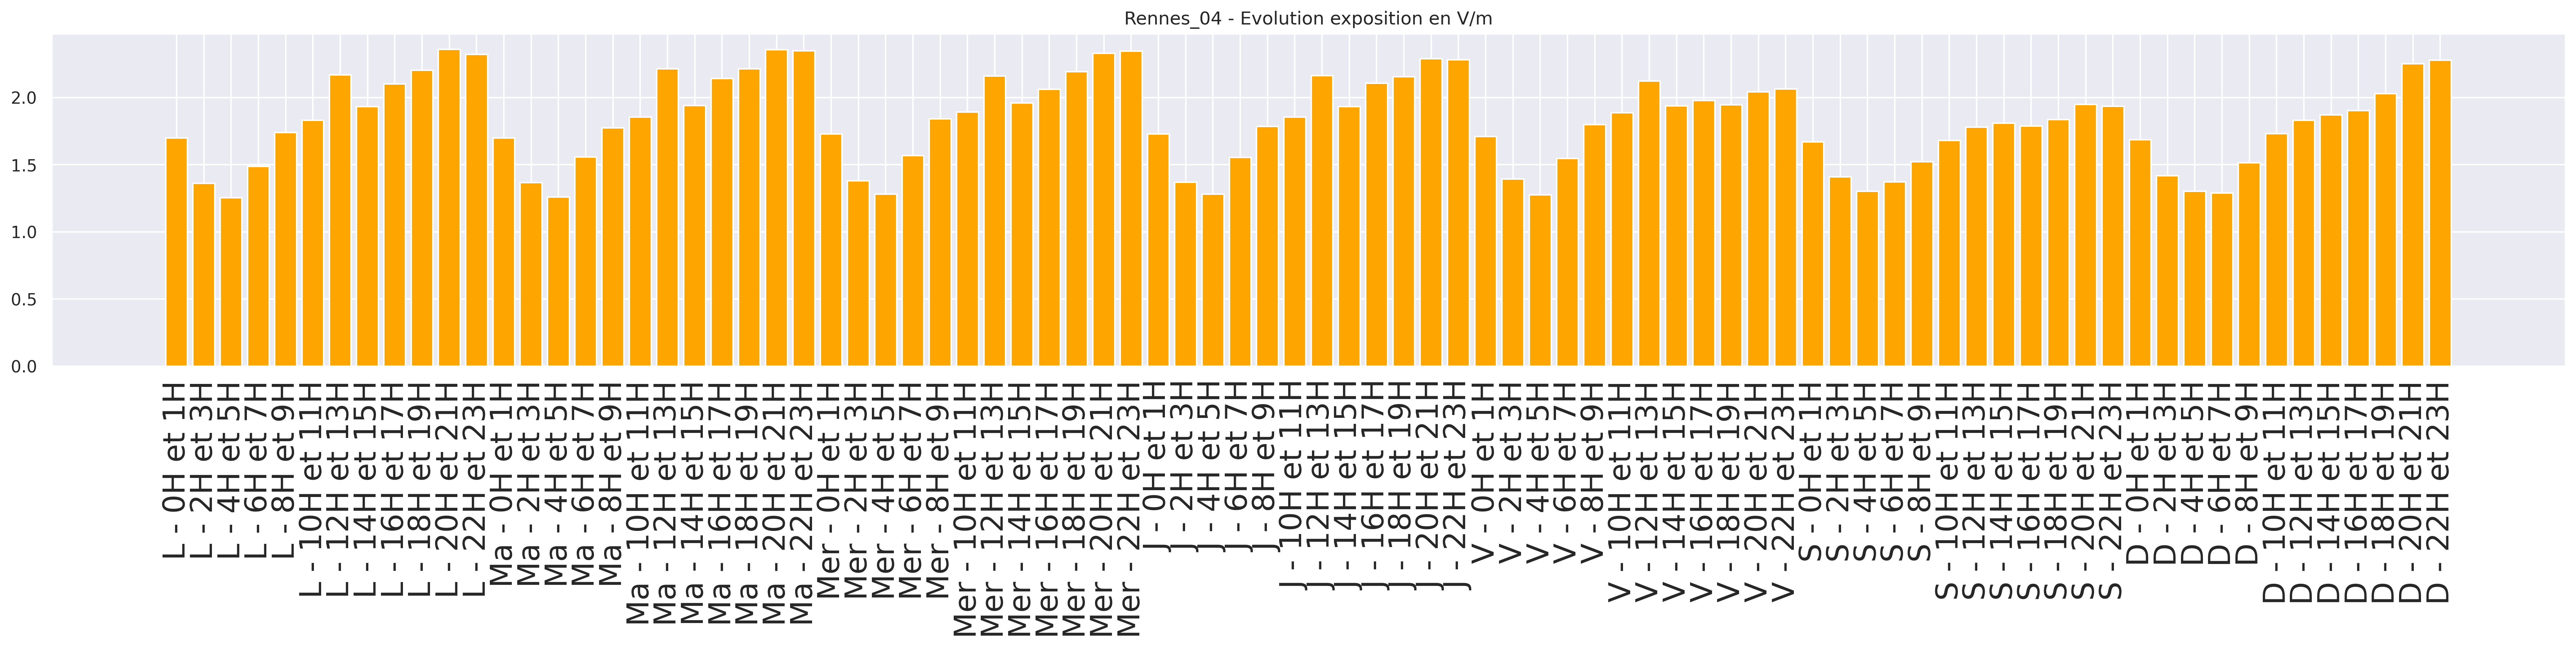 Rennes_04 - Evolution exposition en V/m
2.0
1.5
1.0
0.5
0.0
L - 0H et 1H
L - 2H et 3H
L - 4H et 5H
L - 6H et 7H
L - 8H et 9H
L - 10H et 11H
L - 12H et 13H
L - 14H et 15H
L - 16H et 17H
L - 18H et 19H
L - 20H et 21H
L - 22H et 23H
Ma - 0H et 1H
Ma - 2H et 3H
Ma - 4H et 5H
Ma - 6H et 7H
Ma - 8H et 9H
Ma - 10H et 11H
Ma - 12H et 13H
Ma - 14H et 15H
Ma - 16H et 17H
Ma - 18H et 19H
Ma - 20H et 21H
Ma - 22H et 23H
Mer - 0H et 1H
Mer - 2H et 3H
Mer - 4H et 5H
Mer - 6H et 7H
Mer - 8H et 9H
Mer - 10H et 11H
Mer - 12H et 13H
Mer - 14H et 15H
Mer - 16H et 17H
Mer - 18H et 19H
Mer - 20H et 21H
Mer - 22H et 23H
J - 0H et 1H
J - 2H et 3H
J - 4H et 5H
J - 6H et 7H
J - 8H et 9H
J - 10H et 11H
J - 12H et 13H
J - 14H et 15H
J - 16H et 17H
J - 18H et 19H
J - 20H et 21H
J - 22H et 23H
V - 0H et 1H
V - 2H et 3H
V - 4H et 5H
V - 6H et 7H
V - 8H et 9H
V - 10H et 11H
V - 12H et 13H
V - 14H et 15H
V - 16H et 17H
V - 18H et 19H
V - 20H et 21H
V - 22H et 23H
S - 0H et 1H
S - 2H et 3H
S - 4H et 5H
S - 6H et 7H
S - 8H et 9H
S - 10H et 11H
S - 12H et 13H
S - 14H et 15H
S - 16H et 17H
S - 18H et 19H
S - 20H et 21H
S - 22H et 23H
D - 0H et 1H
D - 2H et 3H
D - 4H et 5H
D - 6H et 7H
D - 8H et 9H
D - 10H et 11H
D - 12H et 13H
D - 14H et 15H
D - 16H et 17H
D - 18H et 19H
D - 20H et 21H
D - 22H et 23H